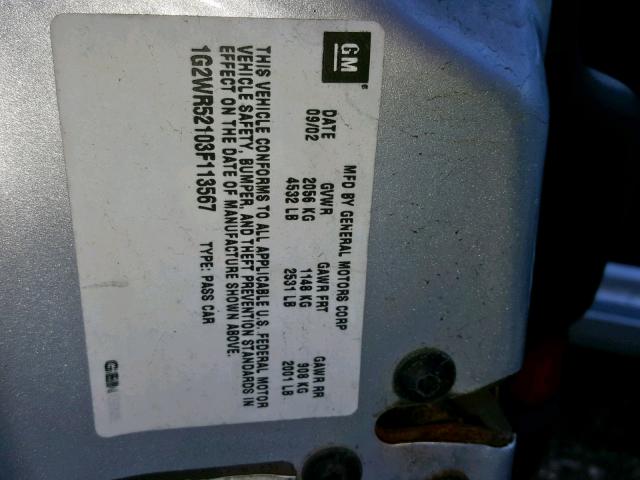 GM
MFD BY GENERAL MOTORS CORP
DATE GVWR GAWR FRT GAWR RR
09/02 2056 KG 1148 KG 908 KG
4532 LB 2531 LB 2001 LB
THIS VEHICLE CONFORMS TO ALL APPLICABLE U.S. FEDERAL MOTOR
VEHICLE SAFETY, BUMPER, AND THEFT PREVENTION STANDARDS IN
EFFECT ON THE DATE OF MANUFACTURE SHOWN ABOVE.
1G2WR52103F113567 TYPE: PASS CAR